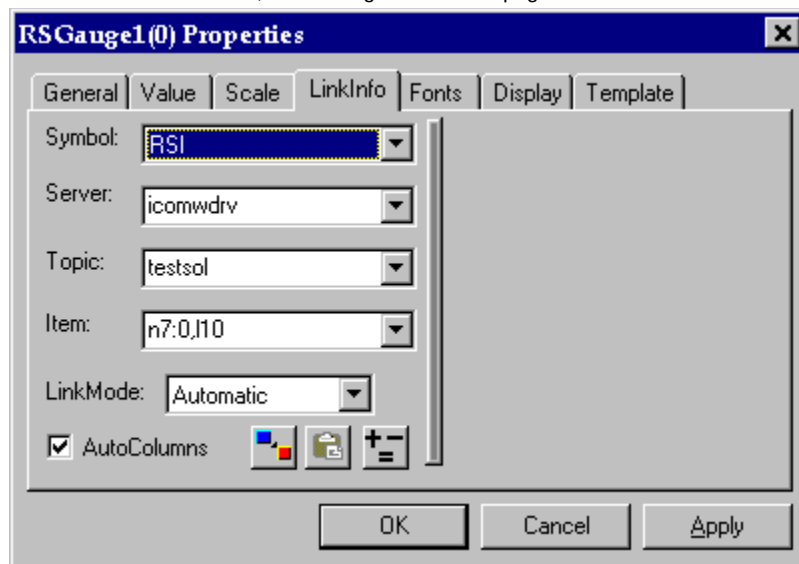 RSGauge1(0) Properties
General Value Scale LinkInfo Fonts Display Template
Symbol: RSI
Server: icomwdrv
Topic: testsol
Item: n7:0,l10
LinkMode: Automatic
AutoColumns
OK Cancel Apply